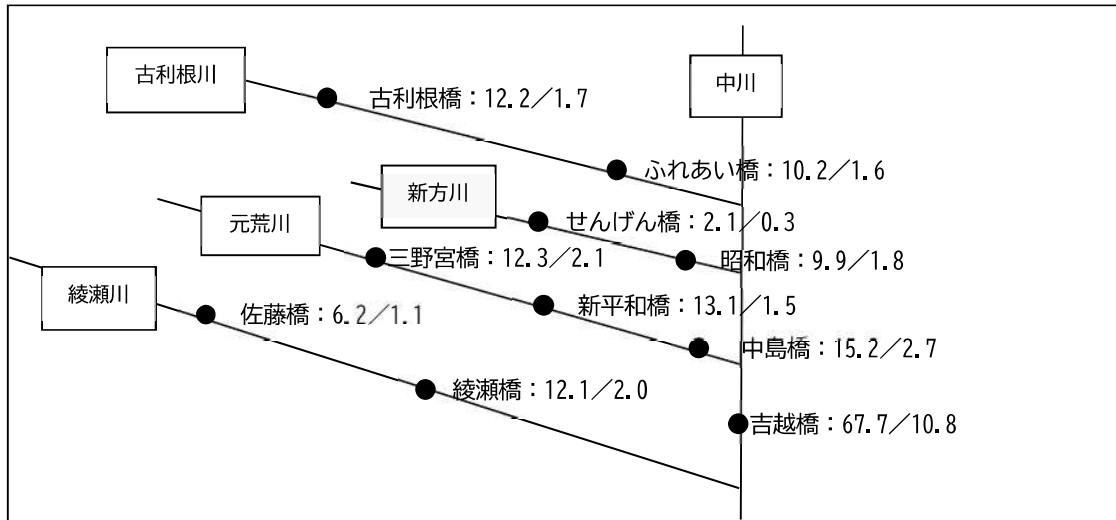 古利根川
中川
古利根橋：12.2／1.7
ふれあい橋：10.2／1.6
新方川
せんげん橋：2.1／0.3
元荒川
三野宮橋：12.3／2.1
昭和橋：9.9／1.8
綾瀬川
佐藤橋：6.2／1.1
新平和橋：13.1／1.5
中島橋：15.2／2.7
綾瀬橋：12.1／2.0
吉越橋：67.7／10.8